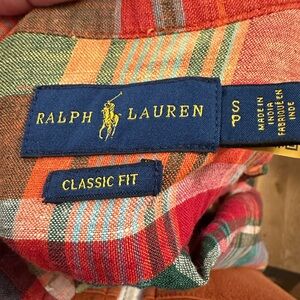 RALPH LAUREN
CLASSIC FIT
S
P
MADE IN
INDIA
FABRIQUÉ EN
INDE